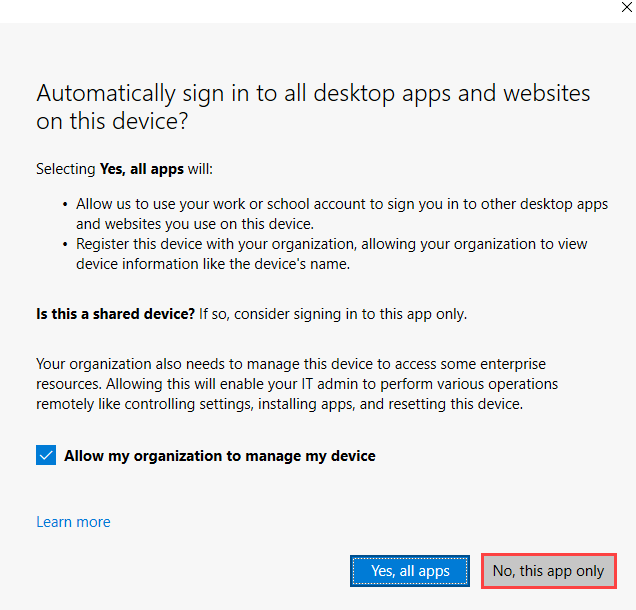 Automatically sign in to all desktop apps and websites
on this device?
Selecting Yes, all apps will:
• Allow us to use your work or school account to sign you in to other desktop apps
and websites you use on this device.
• Register this device with your organization, allowing your organization to view
device information like the device's name.
Is this a shared device? If so, consider signing in to this app only.
Your organization also needs to manage this device to access some enterprise
resources. Allowing this will enable your IT admin to perform various operations
remotely like controlling settings, installing apps, and resetting this device.
Allow my organization to manage my device
Learn more
Yes, all apps
No, this app only